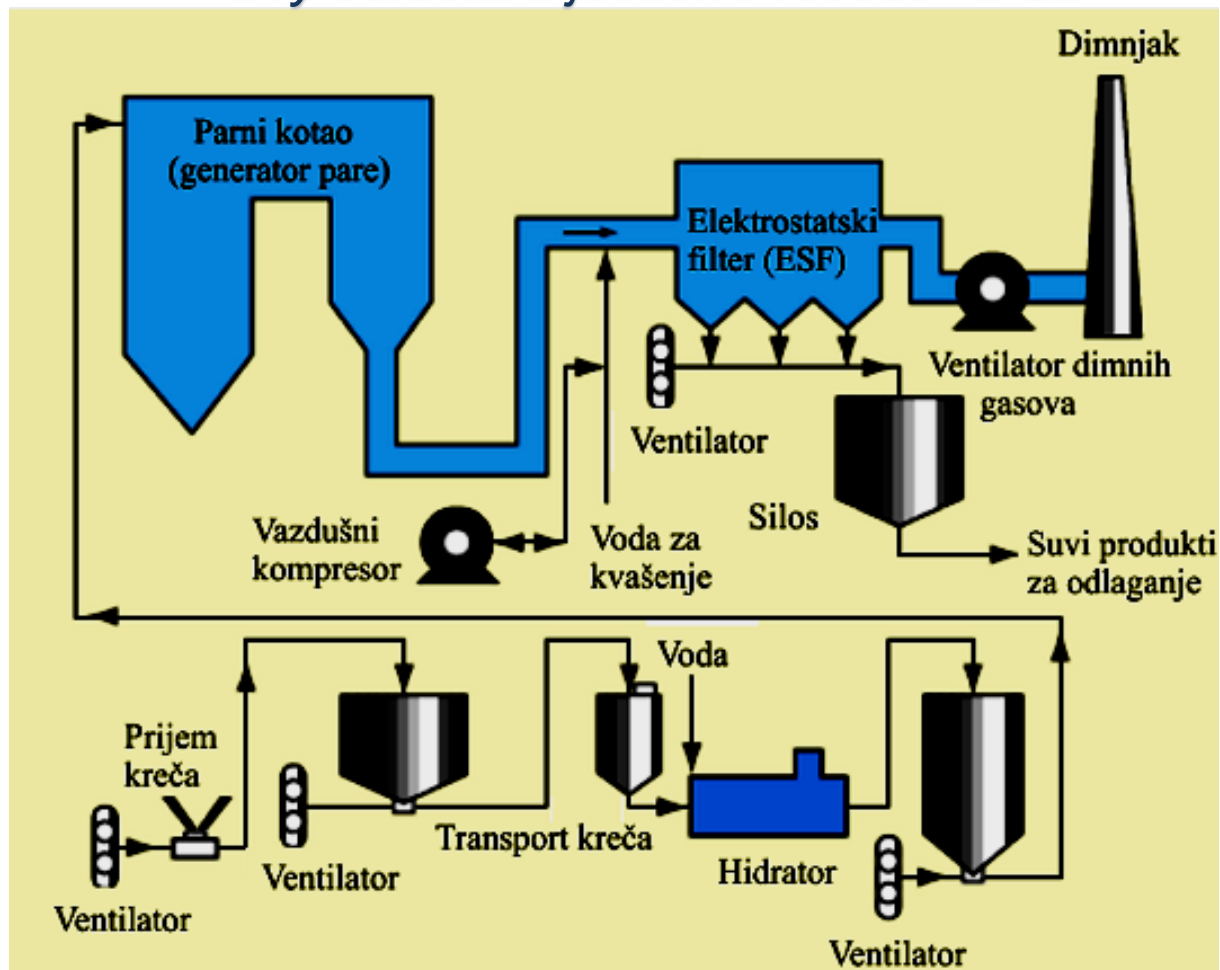 Dimnjak
Parni kotao
(generator pare)
Elektrostatski
filter (ESF)
Ventilator dimnih
gasova
Ventilator
Silos
Vazdušni
kompresor
Voda za
kvašenje
Suvi produkti
za odlaganje
Voda
Prijem
kreča
Transport kreča
Ventilator
Hidrator
Ventilator
Ventilator